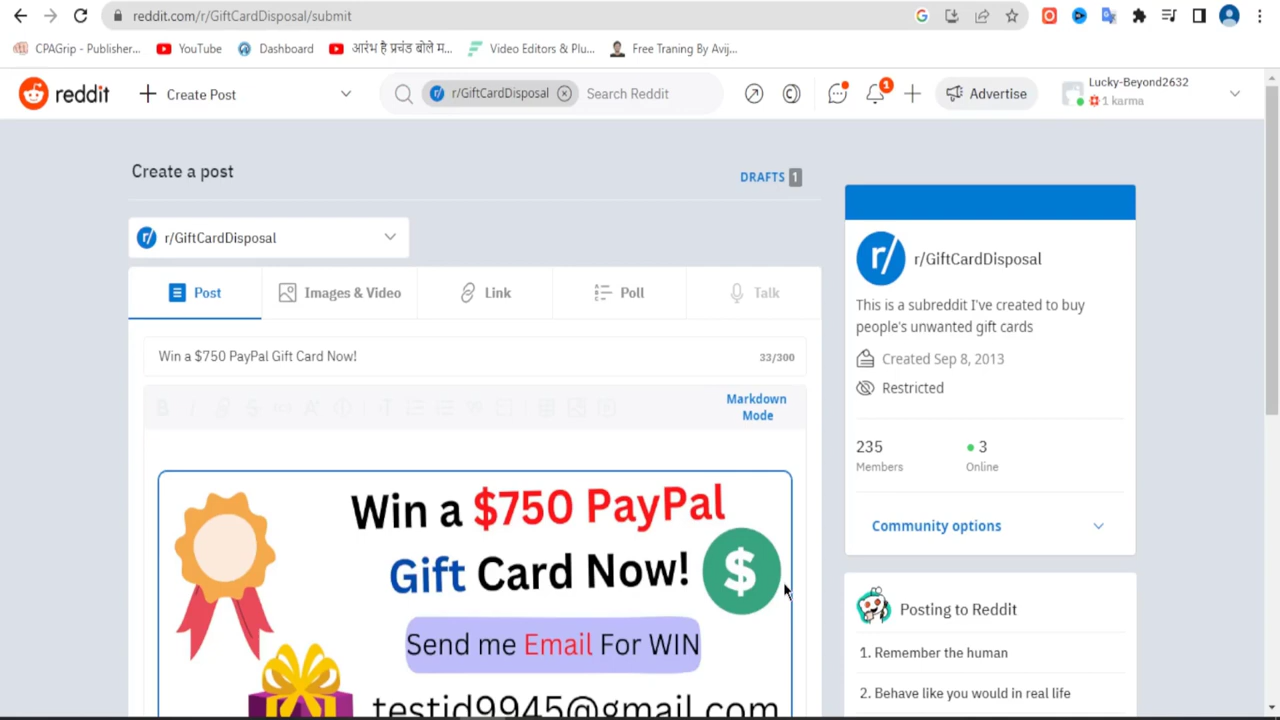 reddit.com/r/GiftCardDisposal/submit
CPAGrip - Publisher...
YouTube
Dashboard
आरंभ है प्रचंड बोले म...
Video Editors & Plu...
Free Traning By Avij...
reddit
Create Post
r/GiftCardDisposal
Search Reddit
1
Advertise
Lucky-Beyond2632
1 karma
Create a post
DRAFTS 1
r/GiftCardDisposal
Post
Images & Video
Link
Poll
Talk
Win a $750 PayPal Gift Card Now!
33/300
Markdown
Mode
Win a $750 PayPal
Gift Card Now!
$
Send me Email For WIN
testid9945@gmail.com
r/
r/GiftCardDisposal
This is a subreddit I've created to buy
people's unwanted gift cards
Created Sep 8, 2013
Restricted
235
Members
3
Online
Community options
Posting to Reddit
1. Remember the human
2. Behave like you would in real life